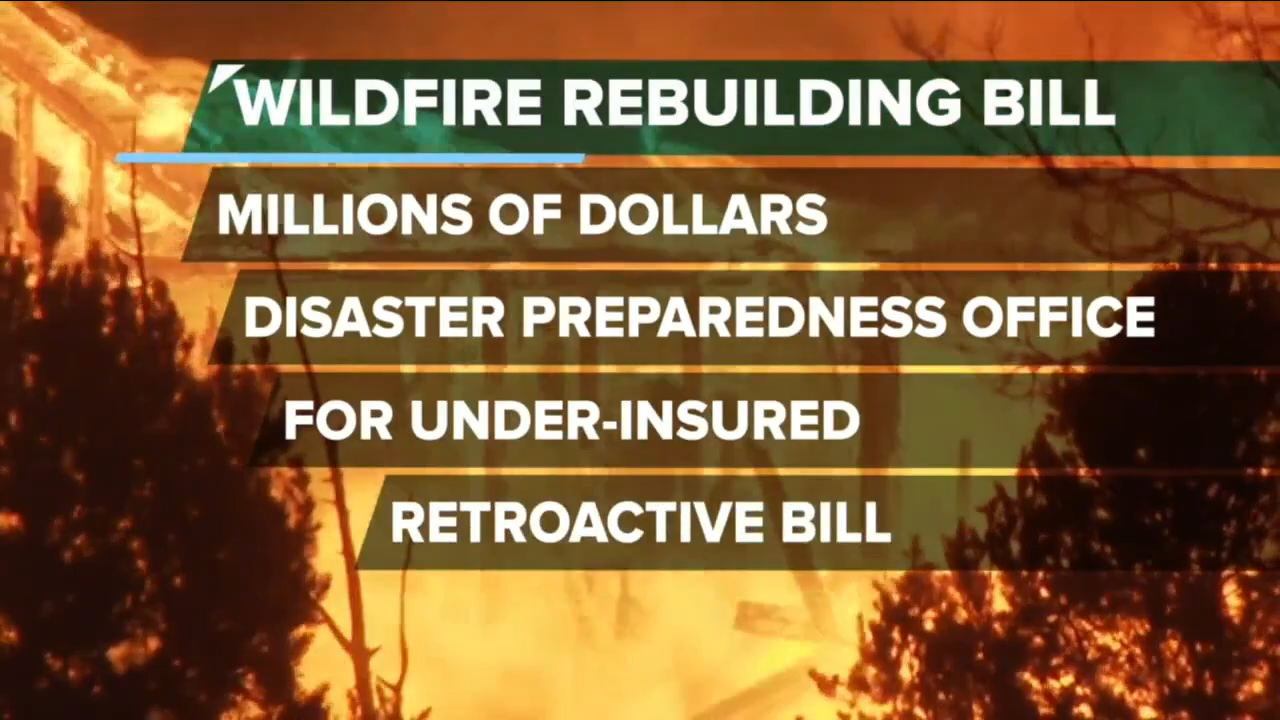 WILDFIRE REBUILDING BILL
MILLIONS OF DOLLARS
DISASTER PREPAREDNESS OFFICE
FOR UNDER-INSURED
RETROACTIVE BILL